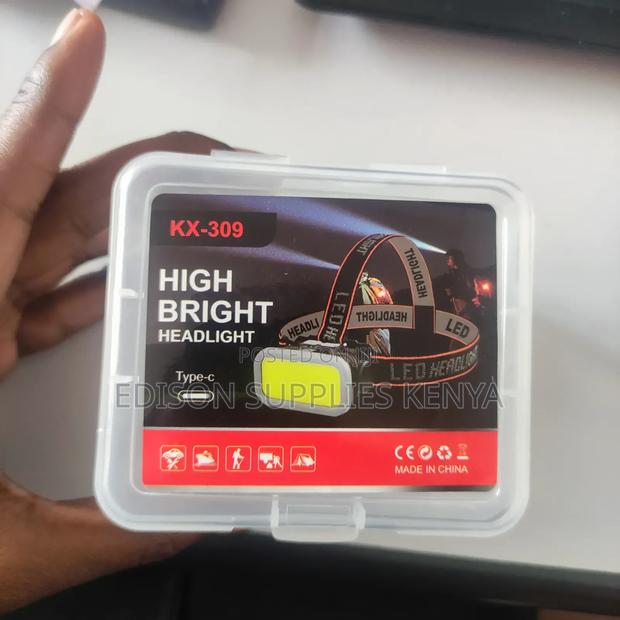 KX-309
HIGH
BRIGHT
HEADLIGHT
Type-c
HEADLIGHT
HEADLIGHT
HEADLI
LED
LED HEADLIGHT
POSTED ON
EDISON SUPPLIES KENYA
CE
MADE IN CHINA